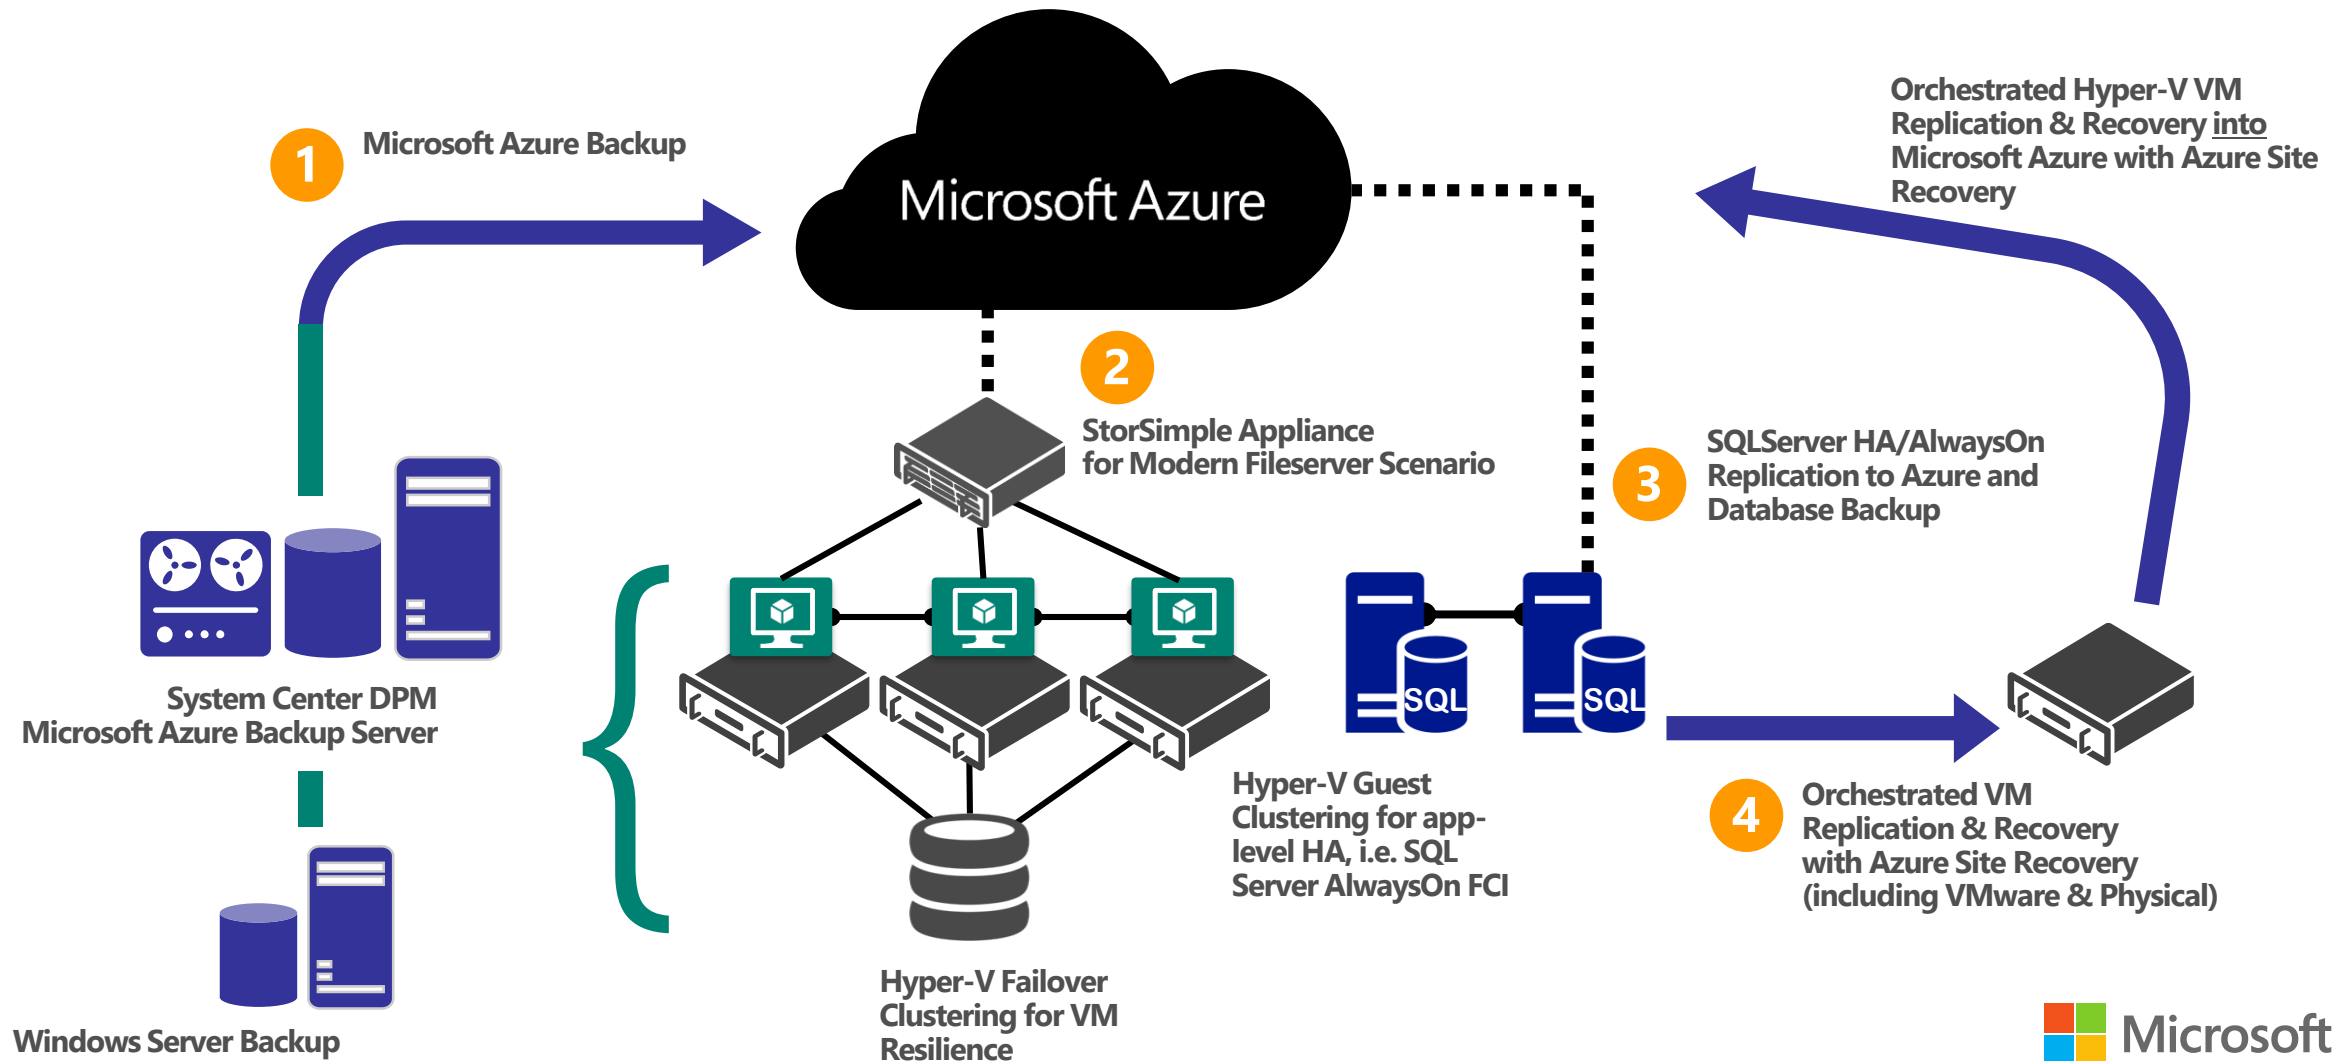 Microsoft Azure
1
Microsoft Azure Backup
Orchestrated Hyper-V VM
Replication & Recovery into
Microsoft Azure with Azure Site
Recovery
2
StorSimple Appliance
for Modern Fileserver Scenario
3
SQLServer HA/AlwaysOn
Replication to Azure and
Database Backup
System Center DPM
Microsoft Azure Backup Server
SQL
SQL
Hyper-V Guest
Clustering for app-
level HA, i.e. SQL
Server AlwaysOn FCI
4
Orchestrated VM
Replication & Recovery
with Azure Site Recovery
(including VMware & Physical)
Hyper-V Failover
Clustering for VM
Resilience
Windows Server Backup
Microsoft